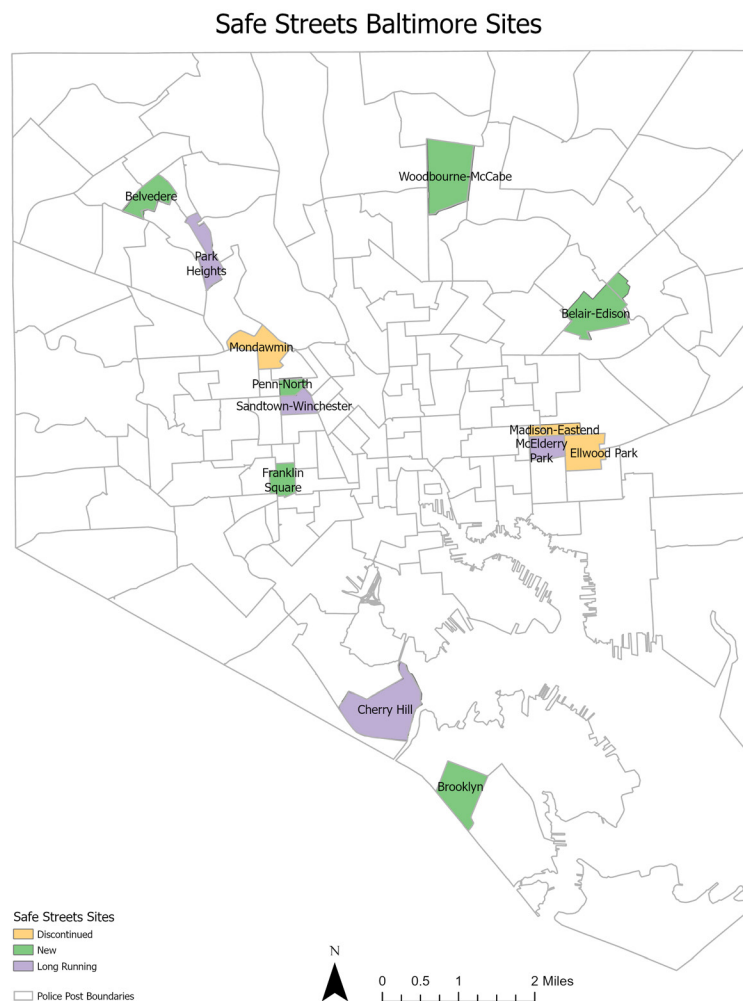 Safe Streets Baltimore Sites
Woodbourne-McCabe
Belvedere
Park
Heights
Belair-Edison
Mondawmin
Penn-North
Sandtown-Winchester
Madison-Eastend
McElderry
Park
Ellwood Park
Franklin
Square
Cherry Hill
Brooklyn
Safe Streets Sites
Discontinued
New
Long Running
Police Post Boundaries
N
0 0.5 1 2 Miles